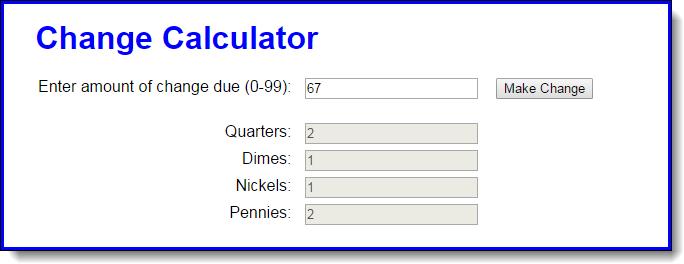 Change Calculator
Enter amount of change due (0-99): 67 Make Change
Quarters: 2
Dimes: 1
Nickels: 1
Pennies: 2